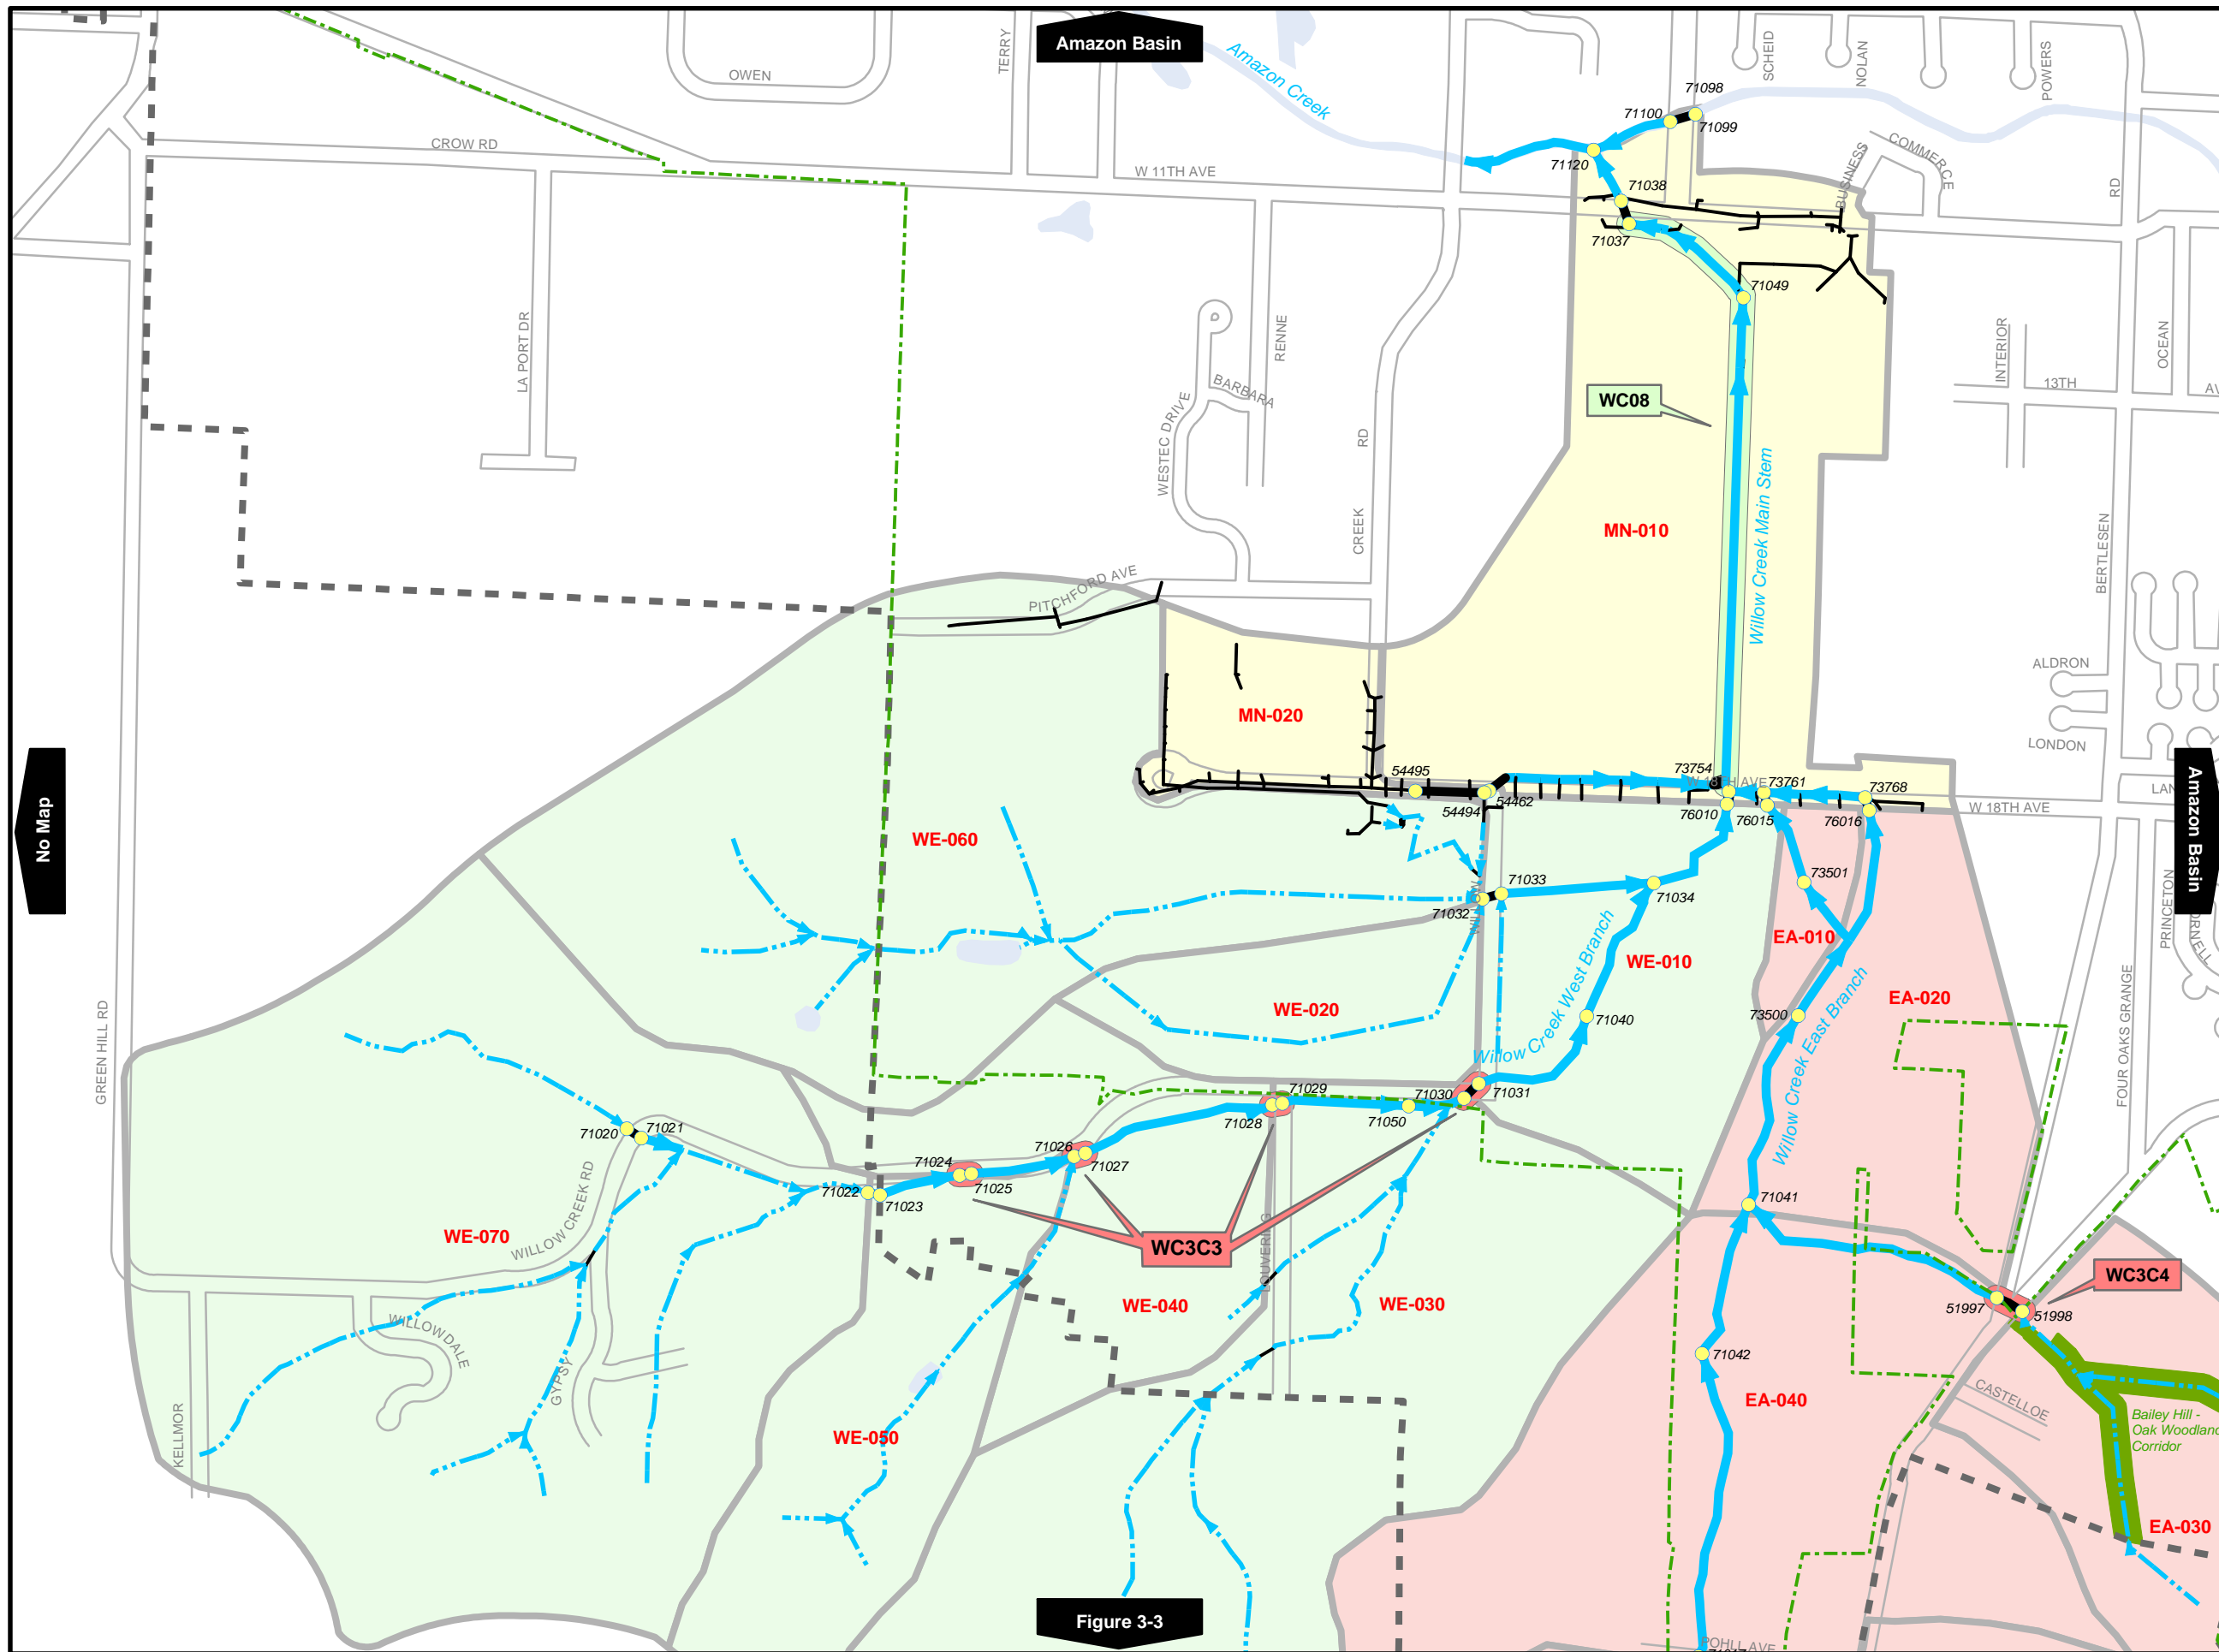 Amazon Basin
Amazon Creek
TERRY
OWEN
SCHEID
NOLAN
POWERS
71098
71100
71099
COMMERCE
BUSINESS
CROW RD
W 11TH AVE
71120
71038
RD
71037
71049
LA PORT DR
RENNE
BARBARA
WESTEC DRIVE
RD
CREEK
WC08
INTERIOR
13TH
OCEAN
AV
MN-010
Willow Creek Main Stem
BERTLESEN
PITCHFORD AVE
ALDRON
LONDON
MN-020
No Map
Amazon Basin
54495
54494
54462
73754
W 18TH AVE
73761
73768
W 18TH AVE
76010
76015
76016
WE-060
71033
71032
71034
73501
EA-010
WE-010
EA-020
PRINCETON
WE-020
71040
73500
Willow Creek West Branch
Willow Creek East Branch
FOUR OAKS GRANGE
GREEN HILL RD
71029
71030
71031
71028
71050
71020
71021
71026
71027
71024
71025
71022
71023
71041
WE-070
WILLOW CREEK RD
WC3C3
LOUVERING
WC3C4
WE-040
WE-030
51997
51998
WILLOWDALE
GYPSY
71042
EA-040
CASTELLOE
KELLMOR
WE-050
Bailey Hill -
Oak Woodland
Corridor
EA-030
Figure 3-3
POHLL AVE